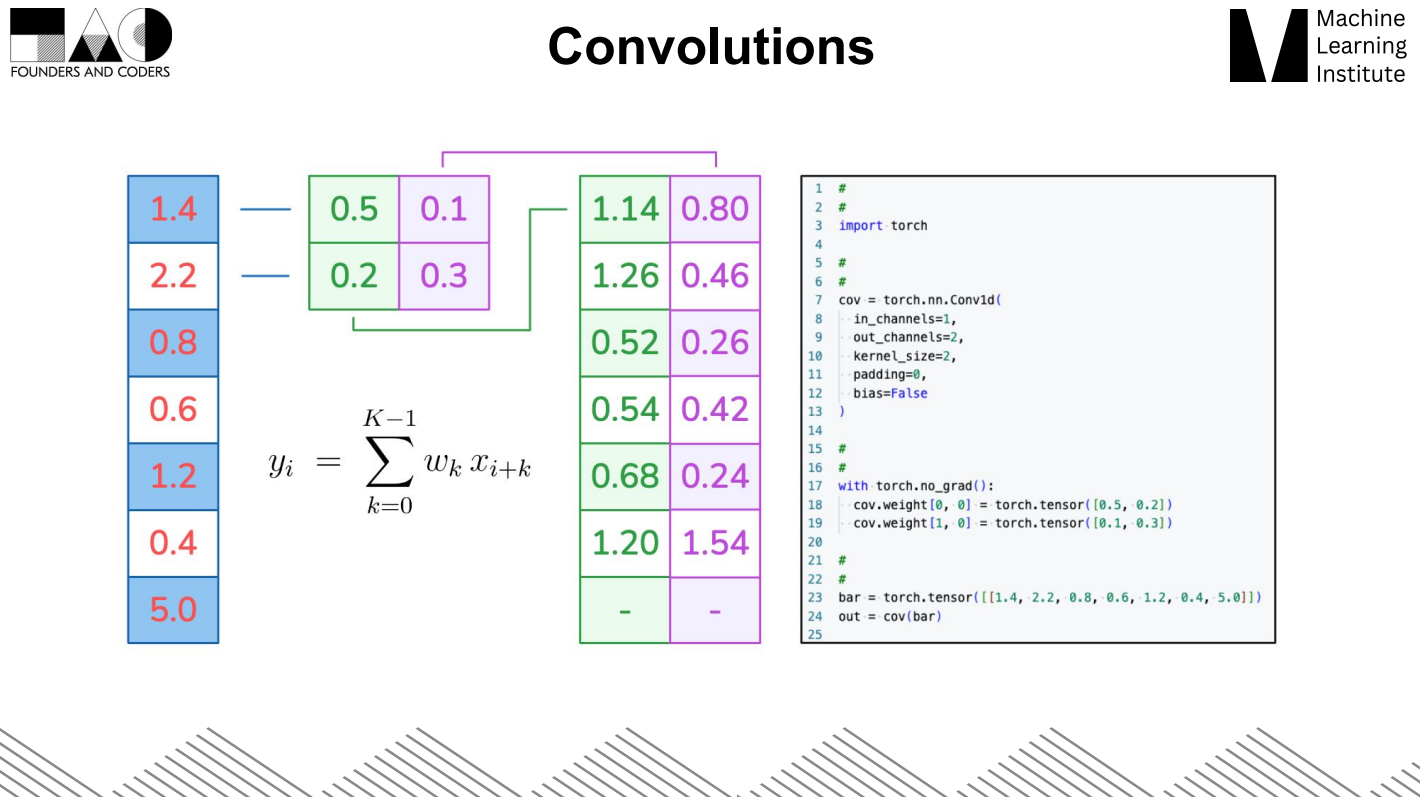 FOUNDERS AND CODERS
Convolutions
Machine
Learning
Institute
1.4
2.2
0.8
0.6
1.2
0.4
5.0
0.5 0.1
0.2 0.3
y_i = \sum_{k=0}^{K-1} w_k x_{i+k}
1.14 0.80
1.26 0.46
0.52 0.26
0.54 0.42
0.68 0.24
1.20 1.54
- -
1 #
2 #
3 import torch
4
5 #
6 #
7 cov = torch.nn.Conv1d(
8 in_channels=1,
9 out_channels=2,
10 kernel_size=2,
11 padding=0,
12 bias=False
13 )
14
15 #
16 #
17 with torch.no_grad():
18 cov.weight[0, 0] = torch.tensor([0.5, 0.2])
19 cov.weight[1, 0] = torch.tensor([0.1, 0.3])
20
21 #
22 #
23 bar = torch.tensor([[1.4, 2.2, 0.8, 0.6, 1.2, 0.4, 5.0]])
24 out = cov(bar)
25